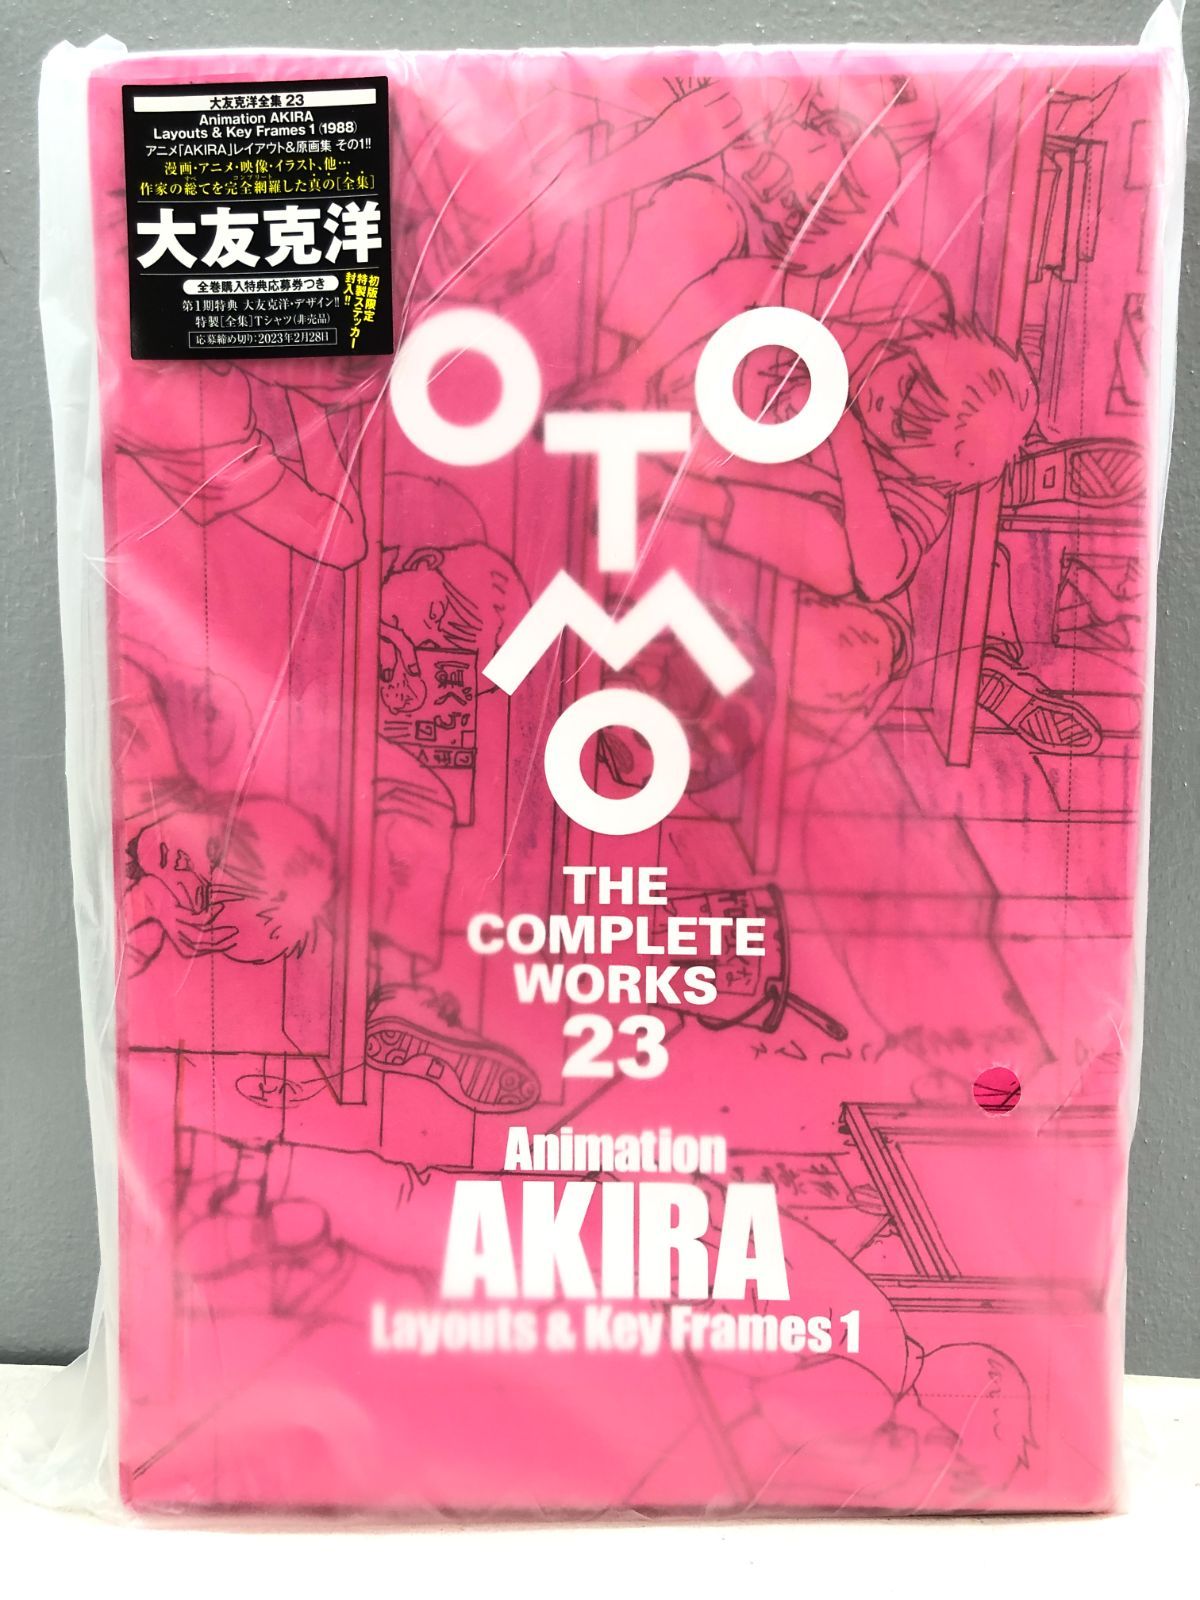 大友克洋全集 23
Animation AKIRA
Layouts & Key Frames 1 (1988)
アニメ「AKIRA」レイアウト&原画集 その1!!
漫画・アニメ・映像・イラスト、他…
作家の総てを完全網羅した真の[全集]
大友克洋
全巻購入特典応募券つき
第1期特典 大友克洋・デザイン!!
特製[全集]Tシャツ(非売品)
応募締め切り:2023年2月28日
初版限定
特製ステッカー
封入!!
OTOMO
THE
COMPLETE
WORKS
23
Animation
AKIRA
Layouts & Key Frames 1
ぼくらの